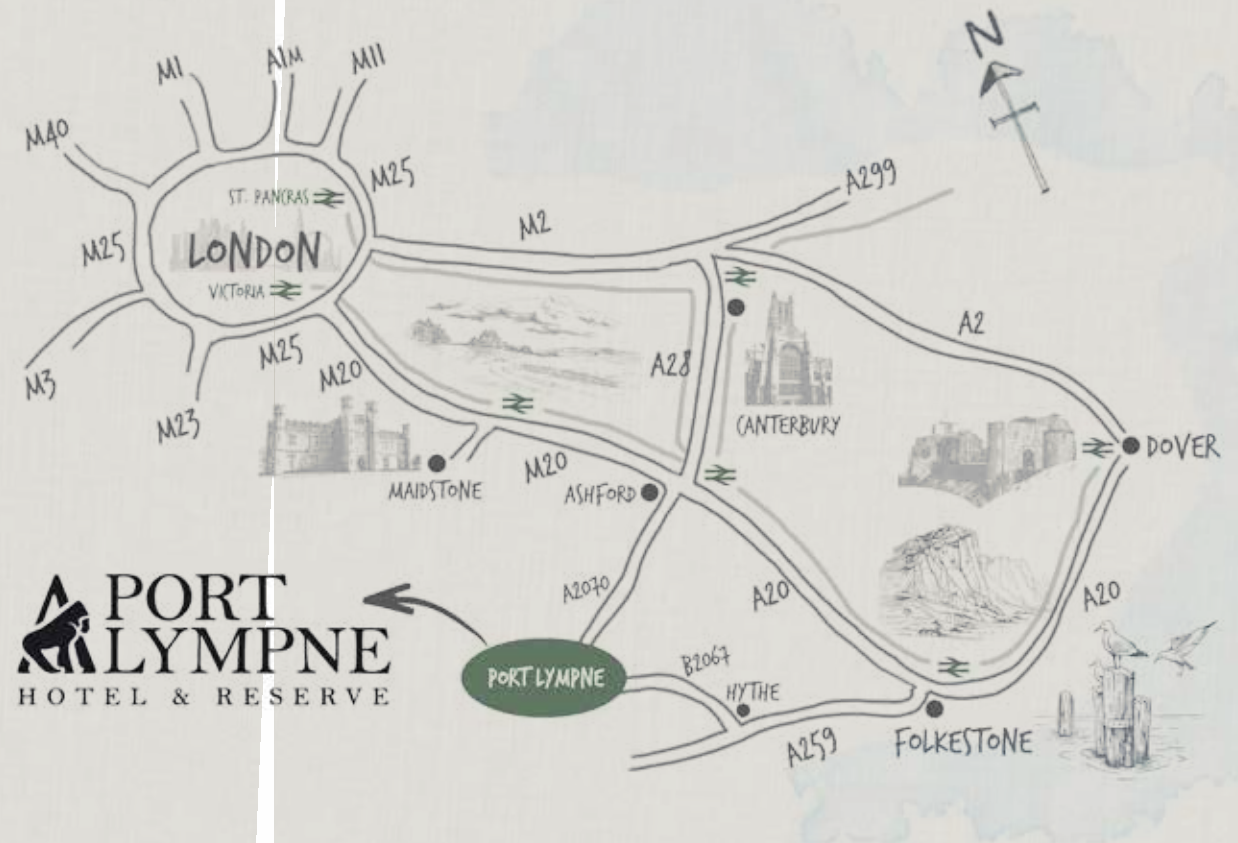 N
M1
A1M
M11
M40
M25
A299
ST. PANCRAS
M2
M25
LONDON
VICTORIA
A2
M25
A28
M20
M3
M23
CANTERBURY
DOVER
M20
MAIDSTONE
ASHFORD
A2070
A20
A20
PORT
LYMPNE
HOTEL & RESERVE
PORT LYMPNE
B2067
HYTHE
A259
FOLKESTONE